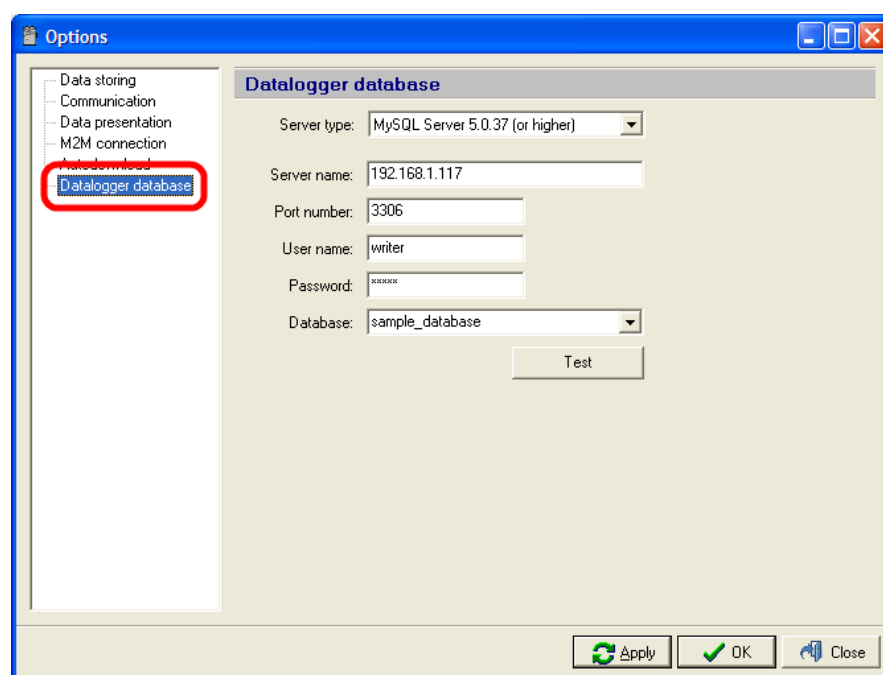 Options
Data storing
Communication
Data presentation
M2M connection
Autodownload
Datalogger database
Datalogger database
Server type: MySQL Server 5.0.37 (or higher)
Server name: 192.168.1.117
Port number: 3306
User name: writer
Password: *****
Database: sample_database
Test
Apply OK Close